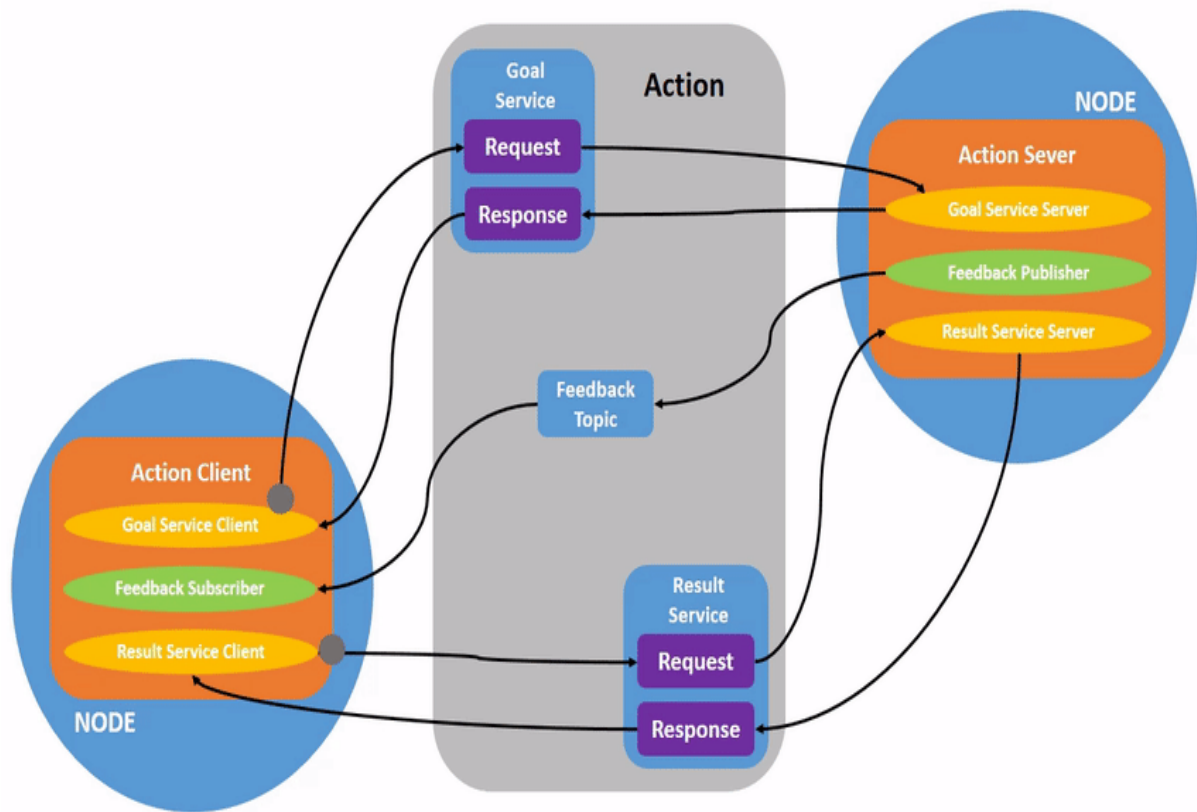 Goal
Service
Request
Response
Action
NODE
Action Sever
Goal Service Server
Feedback Publisher
Result Service Server
Feedback
Topic
Action Client
Goal Service Client
Feedback Subscriber
Result Service Client
NODE
Result
Service
Request
Response